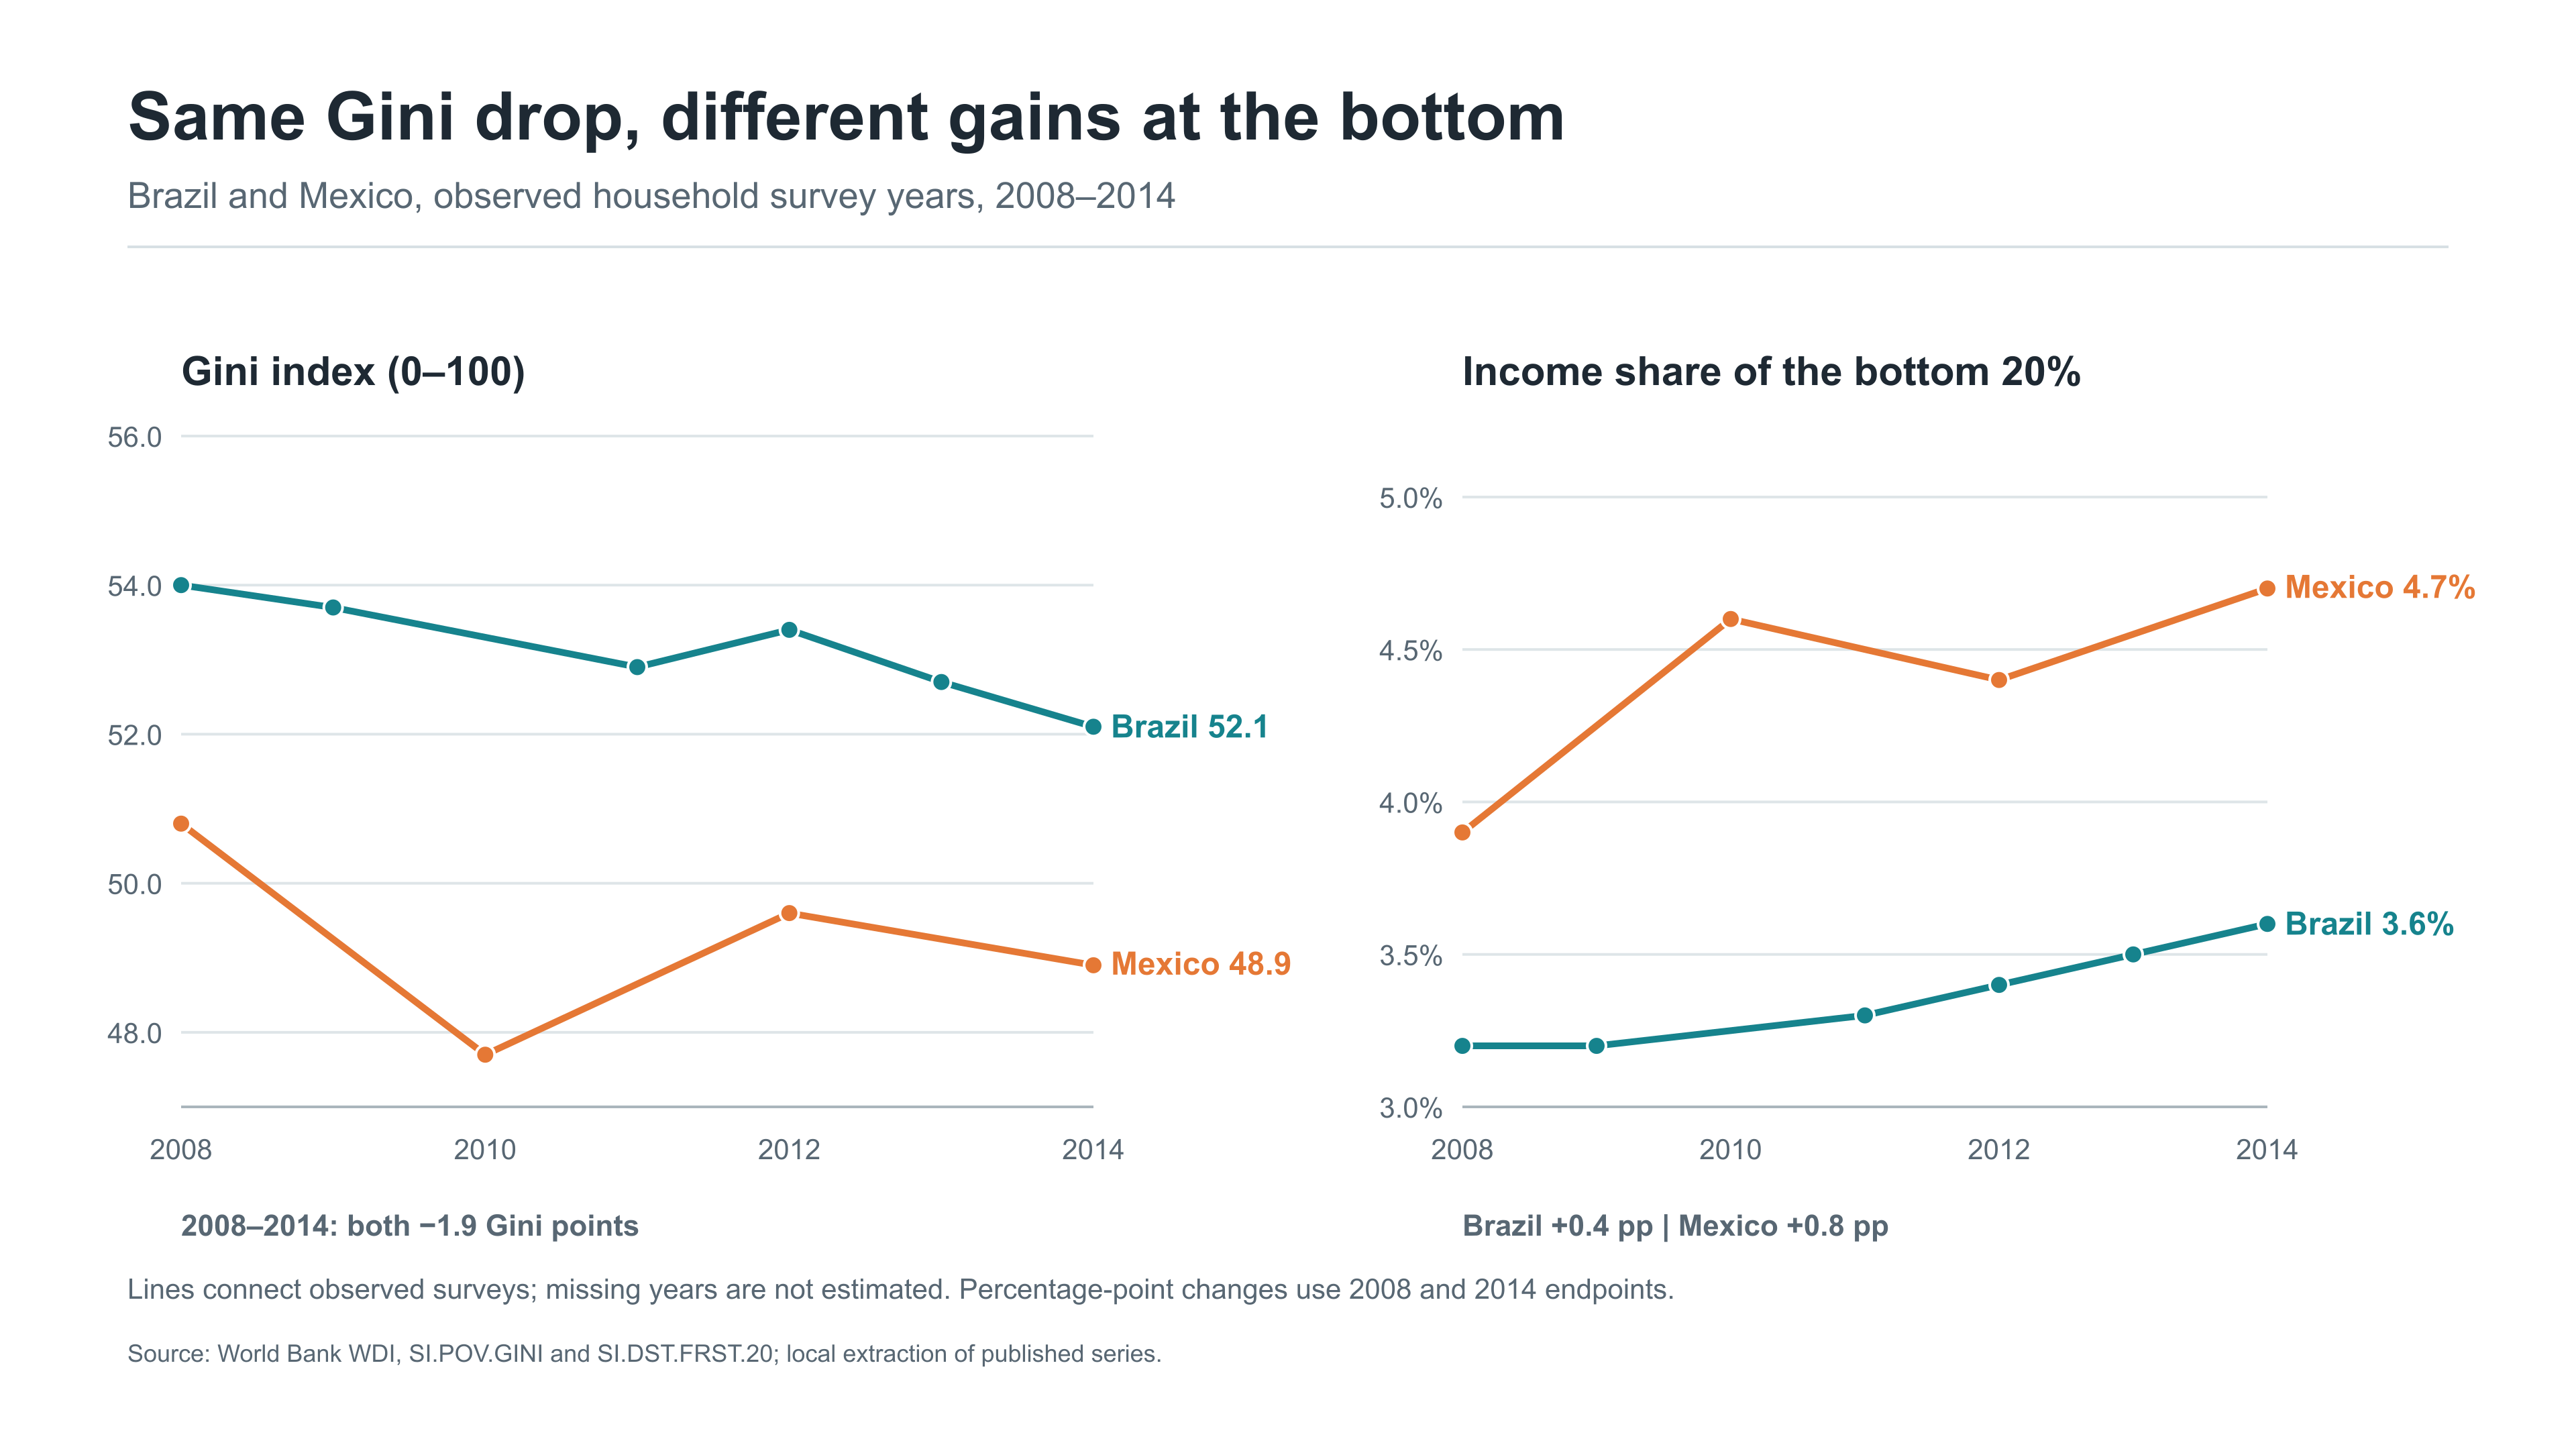 Same Gini drop, different gains at the bottom
Brazil and Mexico, observed household survey years, 2008–2014
Gini index (0–100)
56.0
54.0
52.0
50.0
48.0
Brazil 52.1
Mexico 48.9
2008
2010
2012
2014
2008–2014: both −1.9 Gini points
Income share of the bottom 20%
5.0%
4.5%
4.0%
3.5%
3.0%
Mexico 4.7%
Brazil 3.6%
2008
2010
2012
2014
Brazil +0.4 pp | Mexico +0.8 pp
Lines connect observed surveys; missing years are not estimated. Percentage-point changes use 2008 and 2014 endpoints.
Source: World Bank WDI, SI.POV.GINI and SI.DST.FRST.20; local extraction of published series.